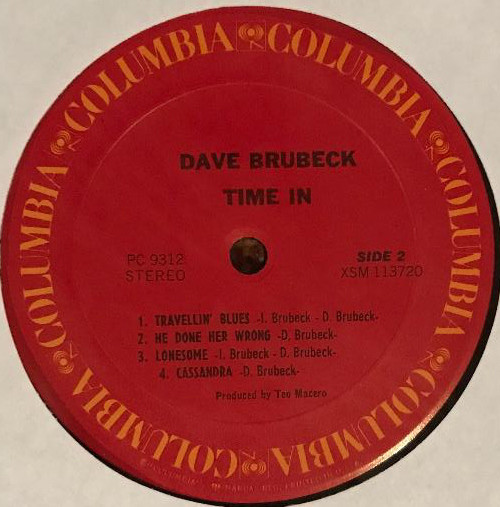 COLUMBIA COLUMBIA COLUMBIA COLUMBIA COLUMBIA COLUMBIA
DAVE BRUBECK
TIME IN
PC 9312
STEREO
SIDE 2
XSM 113720
1. TRAVELLIN' BLUES -I. Brubeck - D. Brubeck-
2. HE DONE HER WRONG -D. Brubeck-
3. LONESOME -I. Brubeck - D. Brubeck-
4. CASSANDRA -D. Brubeck-
Produced by Teo Macero